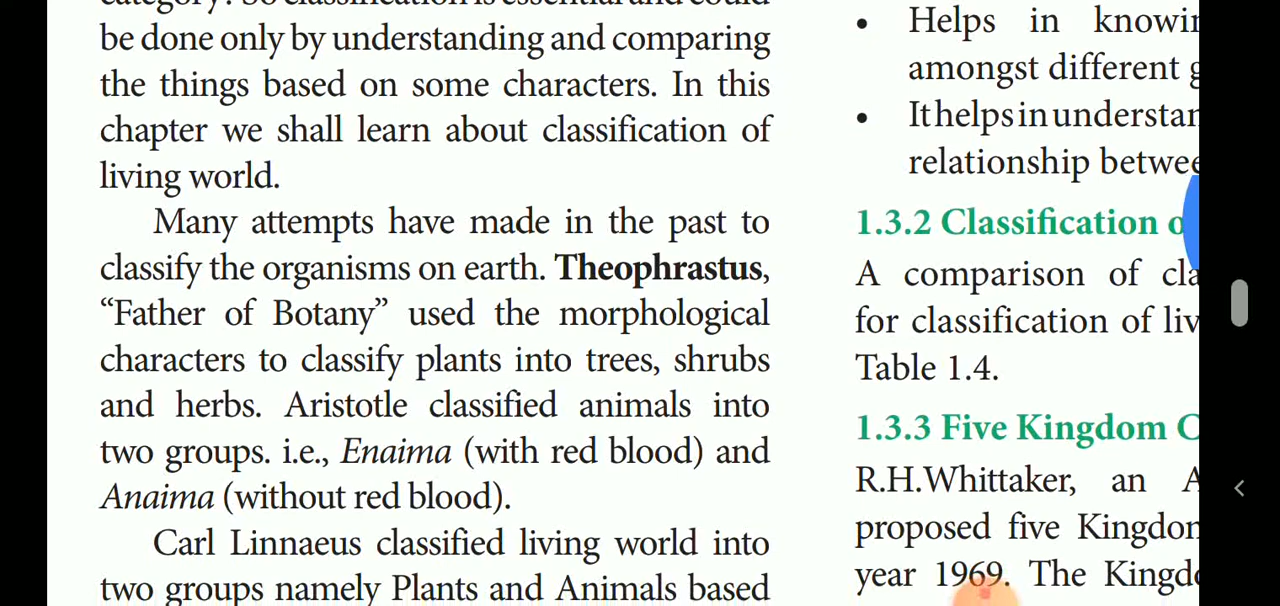 be done only by understanding and comparing
the things based on some characters. In this
chapter we shall learn about classification of
living world.
Many attempts have made in the past to
classify the organisms on earth. Theophrastus,
“Father of Botany” used the morphological
characters to classify plants into trees, shrubs
and herbs. Aristotle classified animals into
two groups. i.e., Enaima (with red blood) and
Anaima (without red blood).
Carl Linnaeus classified living world into
two groups namely Plants and Animals based
• Helps in
amongst different
• It helps in
relationship
1.3.2 Classification
A comparison of
for classification of
Table 1.4.
1.3.3 Five Kingdom
R.H.Whittaker, an
proposed five
year 1969. The